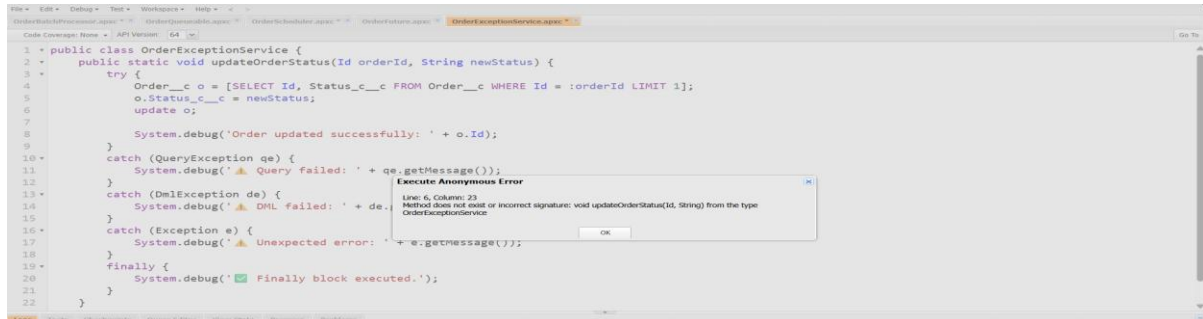 File • Edit • Debug • Test • Workspace • Help • < >
OrderBatchProcessor.apxc * OrderQueueable.apxc OrderScheduler.apxc * OrderFuture.apxc OrderExceptionService.apxc *
Code Coverage: None API Version: 64 Go To
1 public class OrderExceptionService {
2 public static void updateOrderStatus(Id orderId, String newStatus) {
3 try {
4 Order__c o = [SELECT Id, Status_c__c FROM Order__c WHERE Id = :orderId LIMIT 1];
5 o.Status_c__c = newStatus;
6 update o;
7
8 System.debug('Order updated successfully: ' + o.Id);
9 }
10 catch (QueryException qe) {
11 System.debug('⚠️ Query failed: ' + qe.getMessage());
12 }
13 catch (DmlException de) {
14 System.debug('⚠️ DML failed: ' + de.
15 }
16 catch (Exception e) {
17 System.debug('⚠️ Unexpected error: ' + e.getMessage());
18 }
19 finally {
20 System.debug('✅ Finally block executed.');
21 }
22 }
Execute Anonymous Error
Line: 6, Column: 23
Method does not exist or incorrect signature: void updateOrderStatus(Id, String) from the type
OrderExceptionService
OK